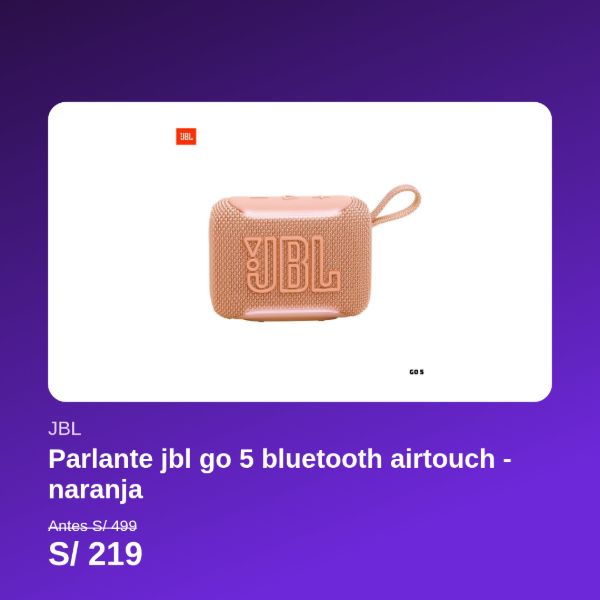 JBL
JBL
GO 5
JBL
Parlante jbl go 5 bluetooth airtouch -
naranja
Antes S/ 499
S/ 219